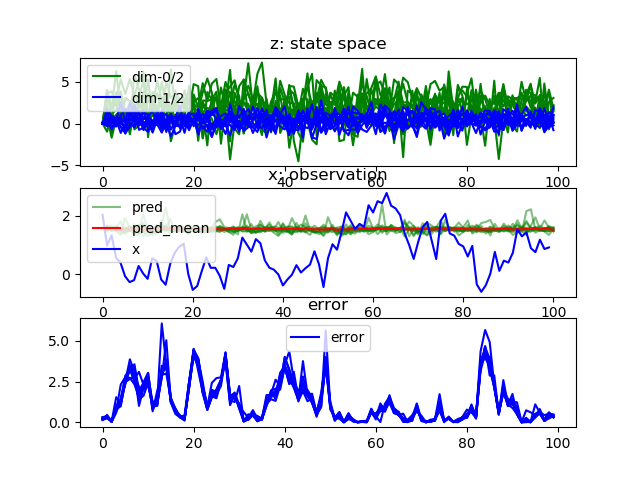 z: state space
5
0
−5
dim-0/2
dim-1/2
0 20 40 60 80 100
x: observation
2
0
pred
pred_mean
x
0 20 40 60 80 100
error
5.0
2.5
0.0
error
0 20 40 60 80 100